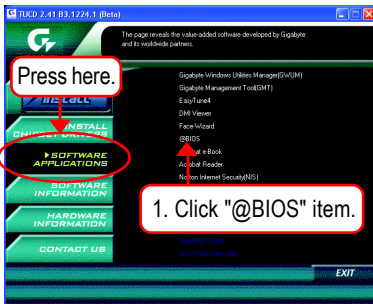 TUCD 2.41 B3.1224.1 (Beta)
The page reveals the value-added software developed by Gigabyte
and its worldwide partners.
Press here.
INSTALL
CHIPSET DRIVERS
SOFTWARE
APPLICATIONS
SOFTWARE
INFORMATION
HARDWARE
INFORMATION
CONTACT US
Gigabyte Windows Utilities Manager(GWUM)
Gigabyte Management Tool(GMT)
EasyTune4
DMI Viewer
Face-Wizard
@BIOS
Acrobat Reader
Norton Internet Security(NIS)
1. Click "@BIOS" item.
EXIT